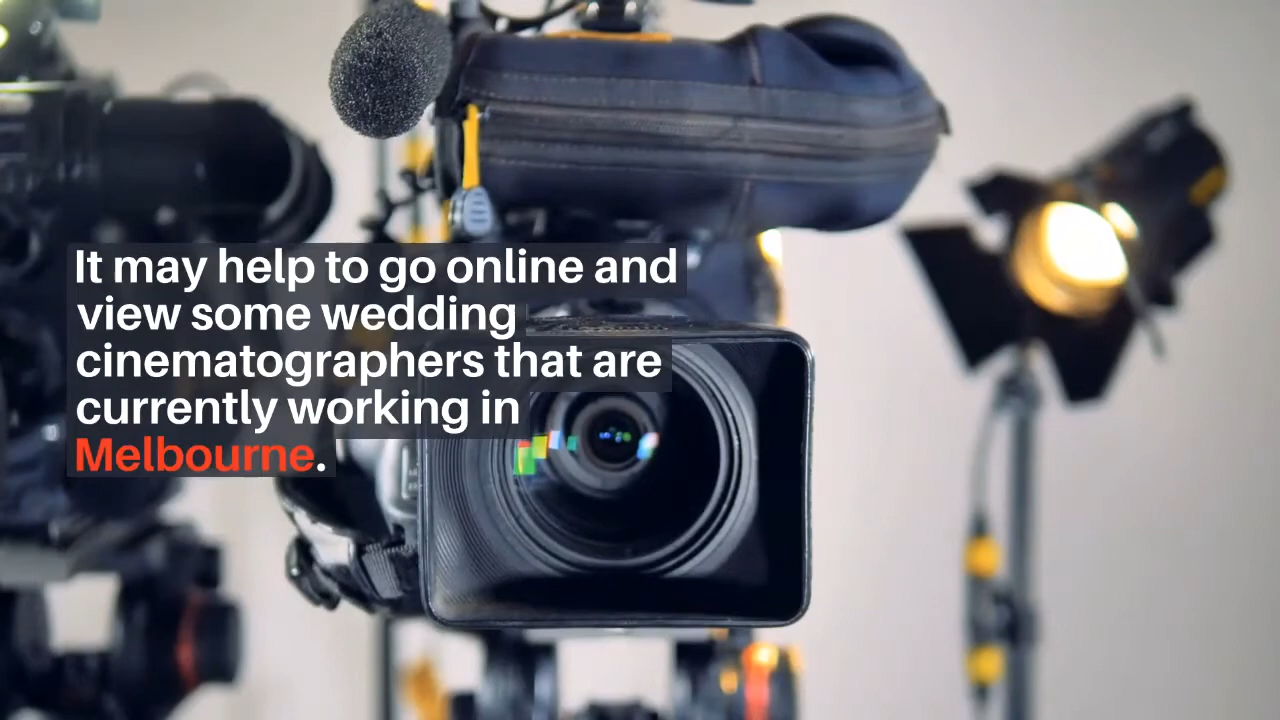 It may help to go online and
view some wedding
cinematographers that are
currently working in
Melbourne.